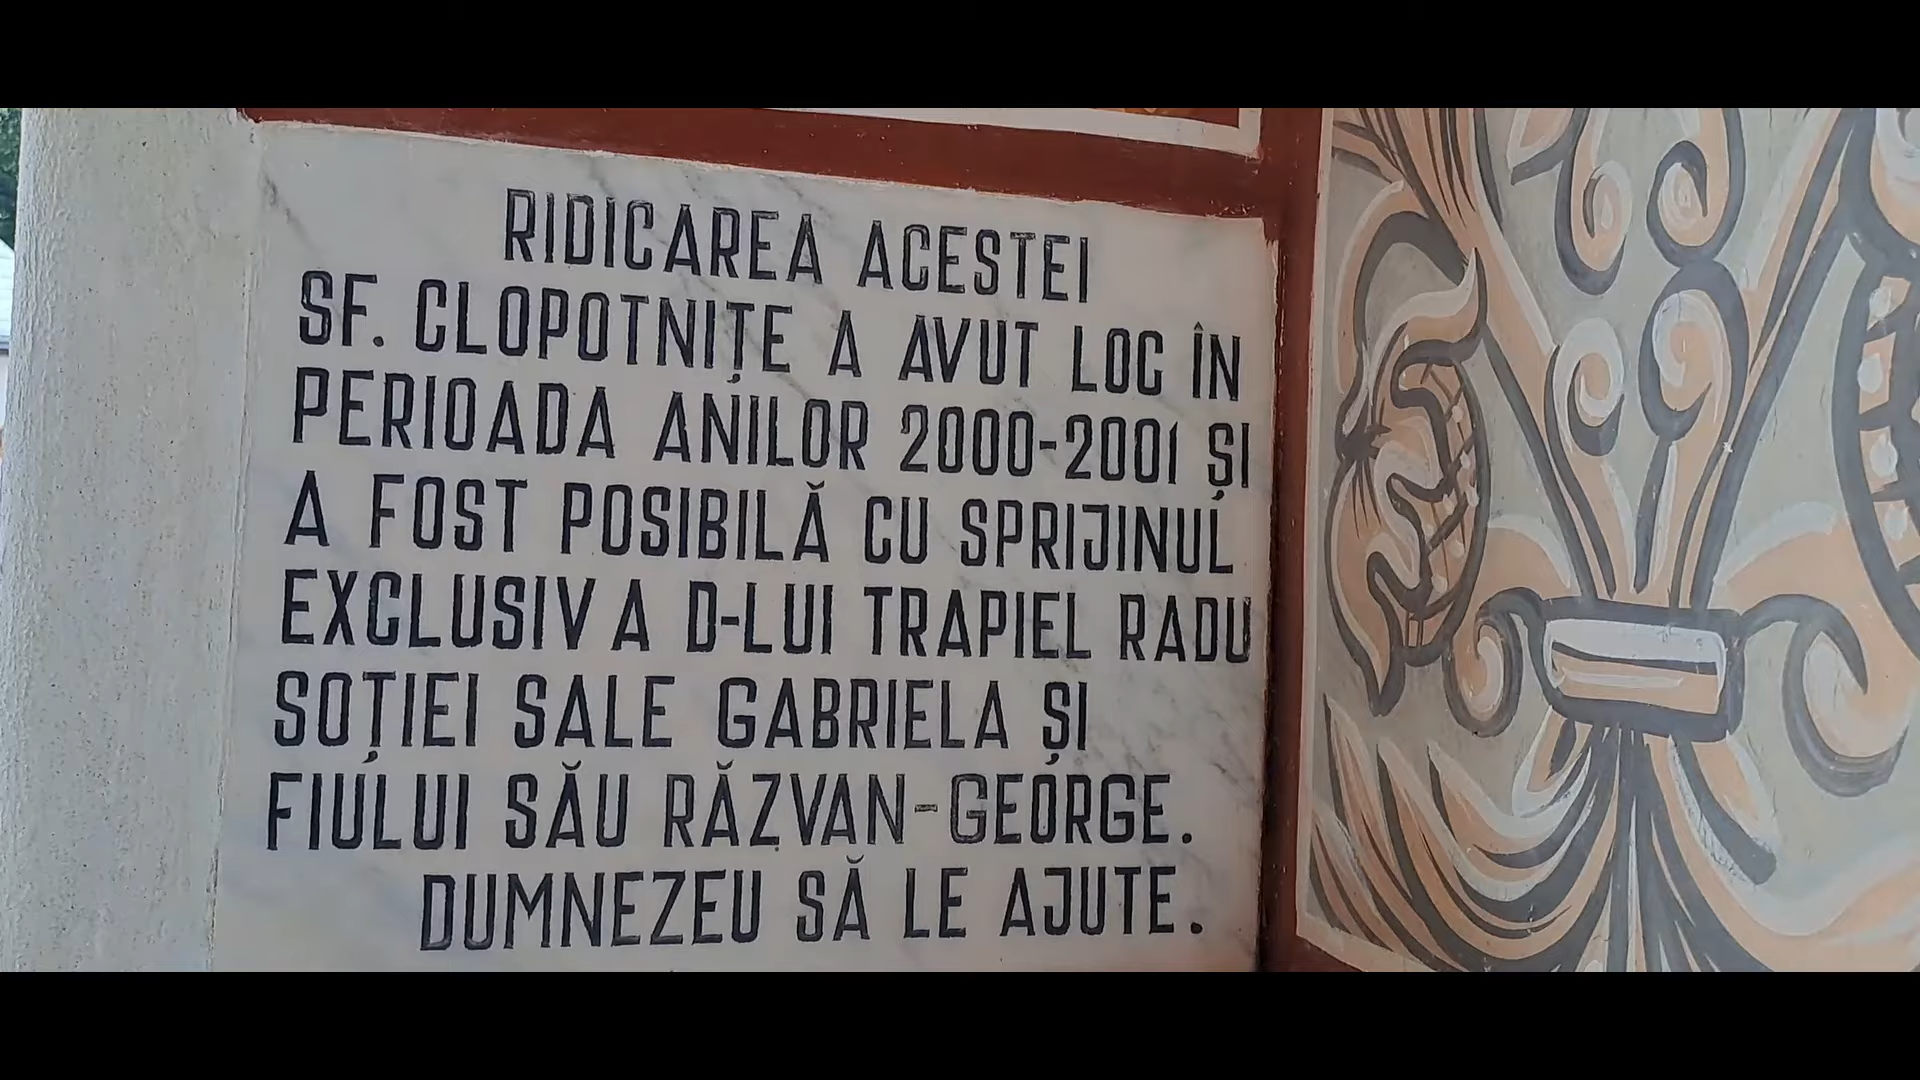 RIDICAREA ACESTEI
SF. CLOPOTNIȚE A AVUT LOC ÎN
PERIOADA ANILOR 2000-2001 ȘI
A FOST POSIBILĂ CU SPRIJINUL
EXCLUSIV A D-LUI TRAPIEL RADU
SOȚIEI SALE GABRIELA ȘI
FIULUI SĂU RĂZVAN-GEORGE.
DUMNEZEU SĂ LE AJUTE.